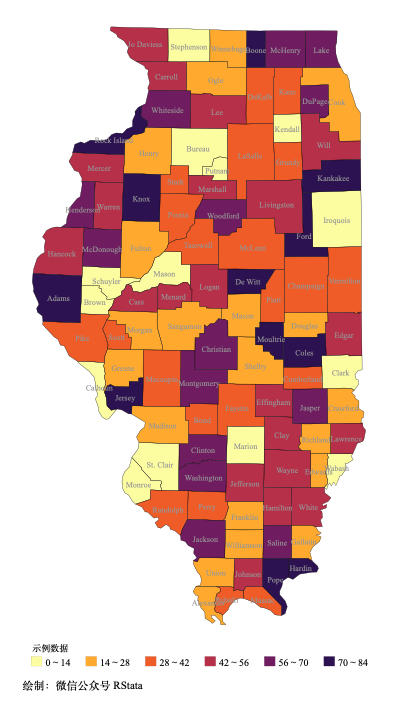 Jo Daviess Stephenson Winnebago Boone McHenry Lake
Carroll Ogle DeKalb Kane Cook
Whiteside Lee DuPage
Rock Island Henry Bureau Kendall Will
Putnam LaSalle Grundy
Mercer Knox Stark Marshall Kankakee
Henderson Warren Peoria Woodford Livingston Iroquois
Ford
Hancock McDonough Fulton Tazewell McLean
Schuyler Mason Logan De Witt Champaign Vermilion
Adams Brown Cass Menard Piatt
Macon
Pike Scott Morgan Sangamon Moultrie Douglas Edgar
Christian Coles
Greene Shelby Clark
Calhoun Jersey Macoupin Montgomery Cumberland
Fayette Effingham Jasper Crawford
Madison Bond
Clay Richland Lawrence
St. Clair Clinton Marion
Wayne Edwards Wabash
Monroe Washington Jefferson
Randolph Perry Hamilton White
Franklin
Jackson Williamson Saline Gallatin
Union Johnson Pope Hardin
Alexander
示例数据
0 ~ 14 14 ~ 28 28 ~ 42 42 ~ 56 56 ~ 70 70 ~ 84
绘制：微信公众号 RStata